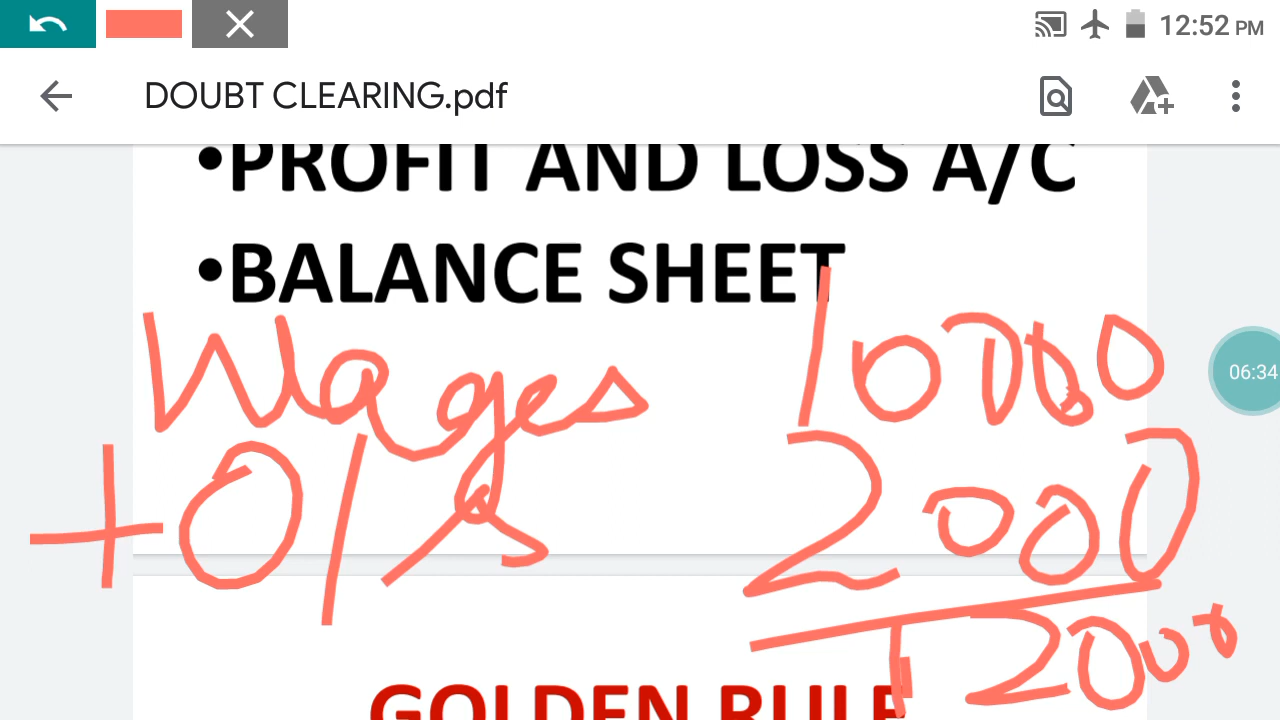 12:52 PM
DOUBT CLEARING.pdf
•PROFIT AND LOSS A/C
•BALANCE SHEET
Wages 10000
+ O/s 2000
12000
06:34
GOLDEN RULE